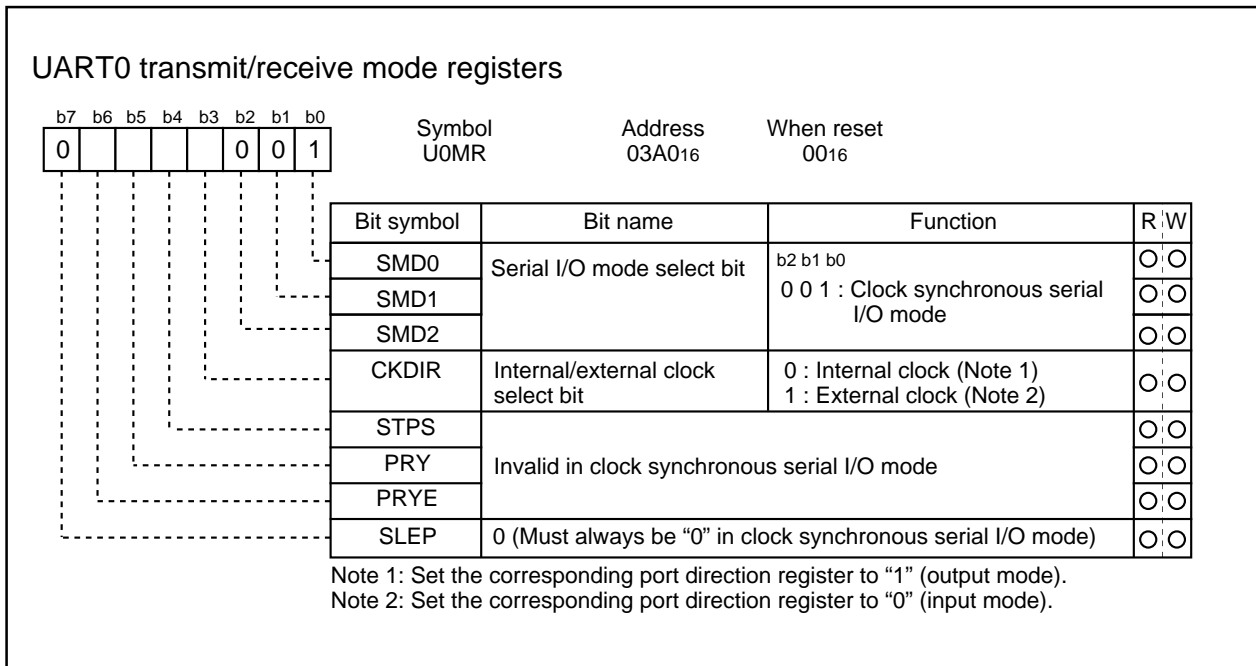 UART0 transmit/receive mode registers
b7 b6 b5 b4 b3 b2 b1 b0
0 0 0 1
Symbol Address When reset
U0MR 03A016 0016
Bit symbol Bit name Function R W
SMD0 Serial I/O mode select bit b2 b1 b0
SMD1 0 0 1 : Clock synchronous serial
I/O mode
SMD2
CKDIR Internal/external clock 0 : Internal clock (Note 1)
select bit 1 : External clock (Note 2)
STPS
PRY Invalid in clock synchronous serial I/O mode
PRYE
SLEP 0 (Must always be “0” in clock synchronous serial I/O mode)
Note 1: Set the corresponding port direction register to “1” (output mode).
Note 2: Set the corresponding port direction register to “0” (input mode).